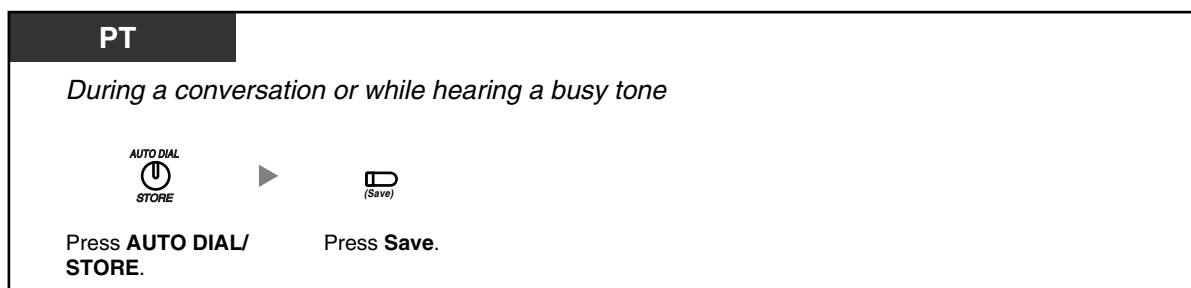 PT
During a conversation or while hearing a busy tone
AUTO DIAL
STORE
(Save)
Press AUTO DIAL/
STORE.
Press Save.